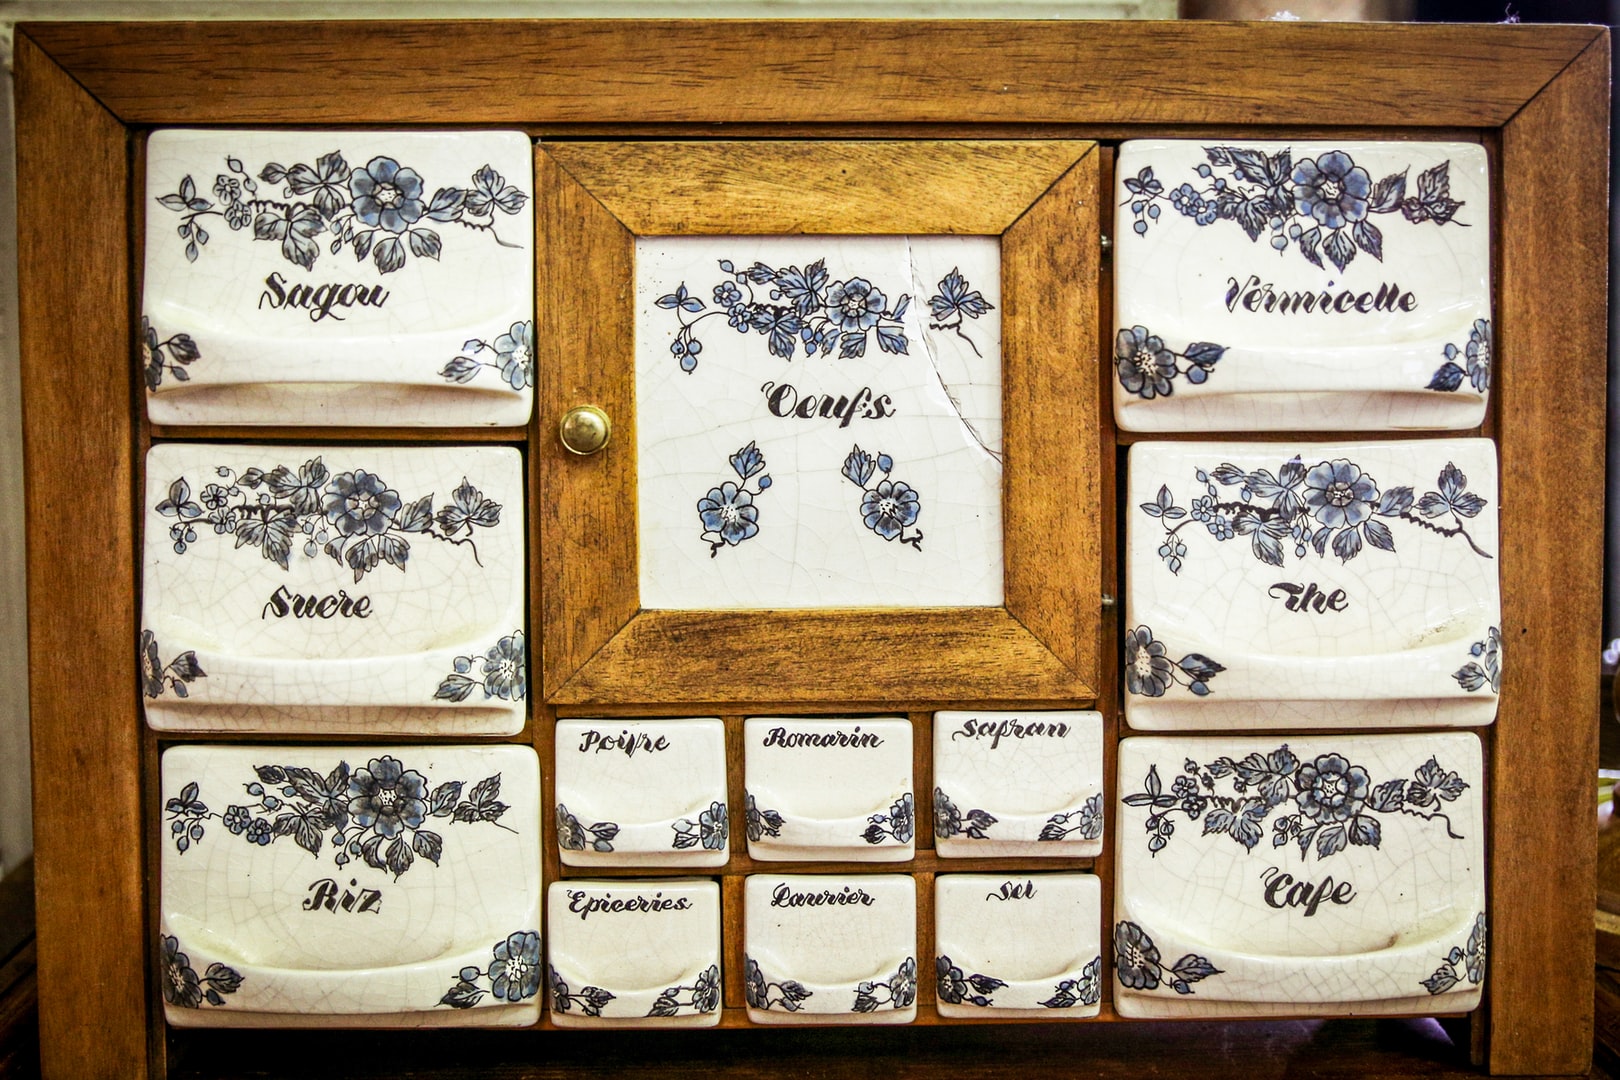 Sagou
Oeufs
Vermicelle
Sucre
The
Riz
Poivre
Romarin
Safran
Epiceries
Laurier
Sel
Cafe